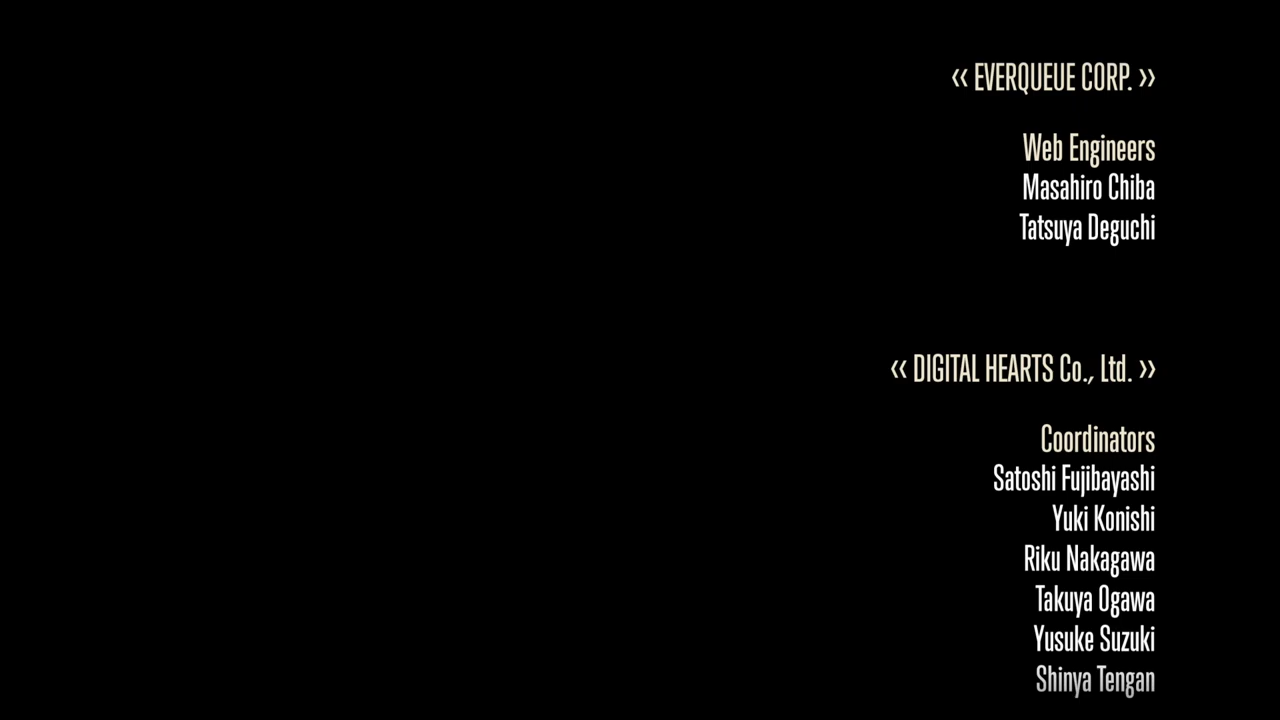 ‹‹ EVERQUEUE CORP. ››
Web Engineers
Masahiro Chiba
Tatsuya Deguchi
‹‹ DIGITAL HEARTS Co., Ltd. ››
Coordinators
Satoshi Fujibayashi
Yuki Konishi
Riku Nakagawa
Takuya Ogawa
Yusuke Suzuki
Shinya Tengan